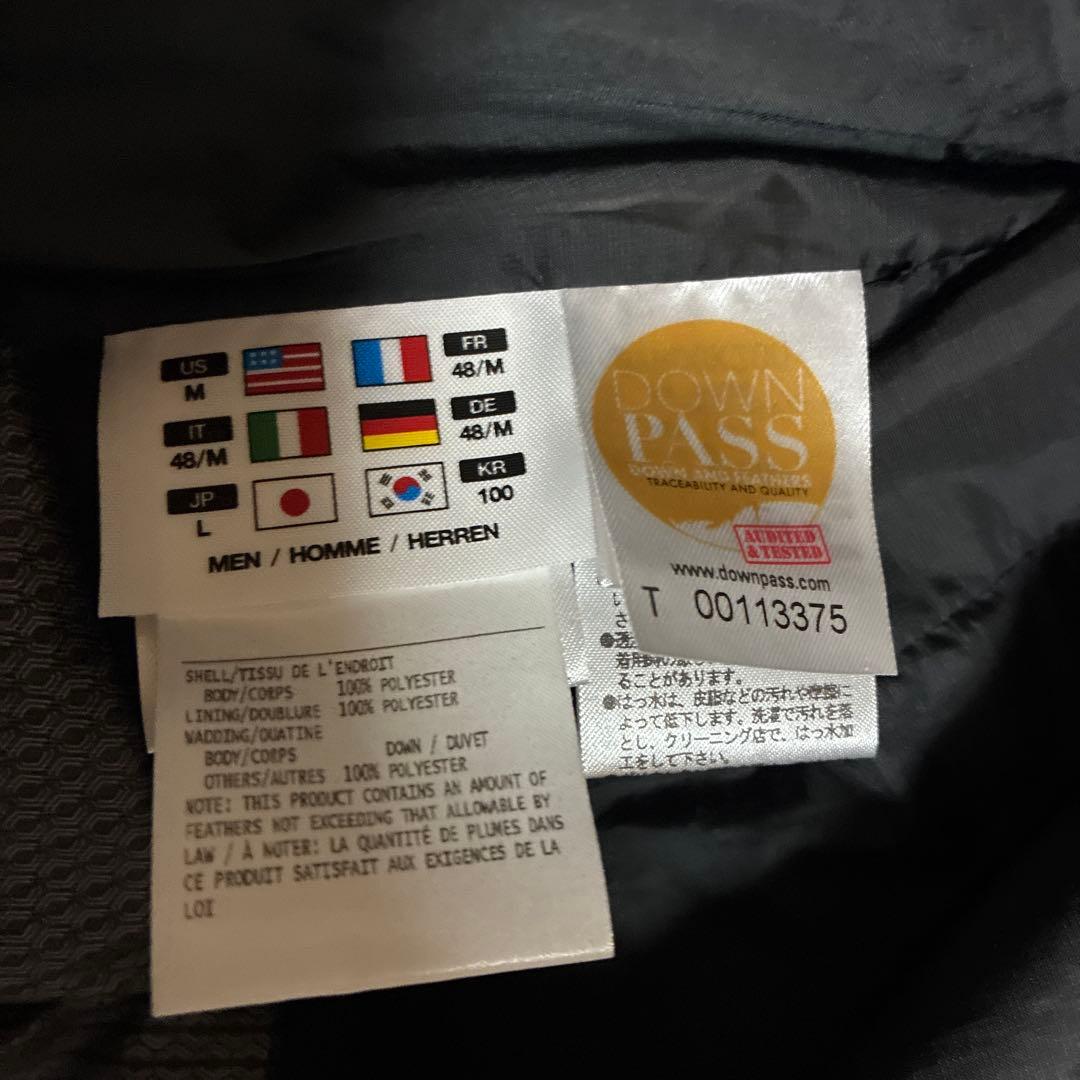 US
M
FR
48/M
IT
48/M
DE
48/M
JP
L
KR
100
MEN / HOMME / HERREN
DOWN
PASS
DOWN AND FEATHERS
TRACEABILITY AND QUALITY
AUDITED
& TESTED
www.downpass.com
T 00113375
SHELL/TISSU DE L'ENDROIT
BODY/CORPS 100% POLYESTER
LINING/DOUBLURE 100% POLYESTER
WADDING/OUATINE
BODY/CORPS DOWN / DUVET
OTHERS/AUTRES 100% POLYESTER
NOTE: THIS PRODUCT CONTAINS AN AMOUNT OF
FEATHERS NOT EXCEEDING THAT ALLOWABLE BY
LAW / À NOTER: LA QUANTITÉ DE PLUMES DANS
CE PRODUIT SATISFAIT AUX EXIGENCES DE LA
LOI
ることがあります。
●はっ水は、皮脂などの汚れや摩擦に
よって低下します。洗濯で汚れを落
とし、クリーニング店で、はっ水加
工をして下さい。